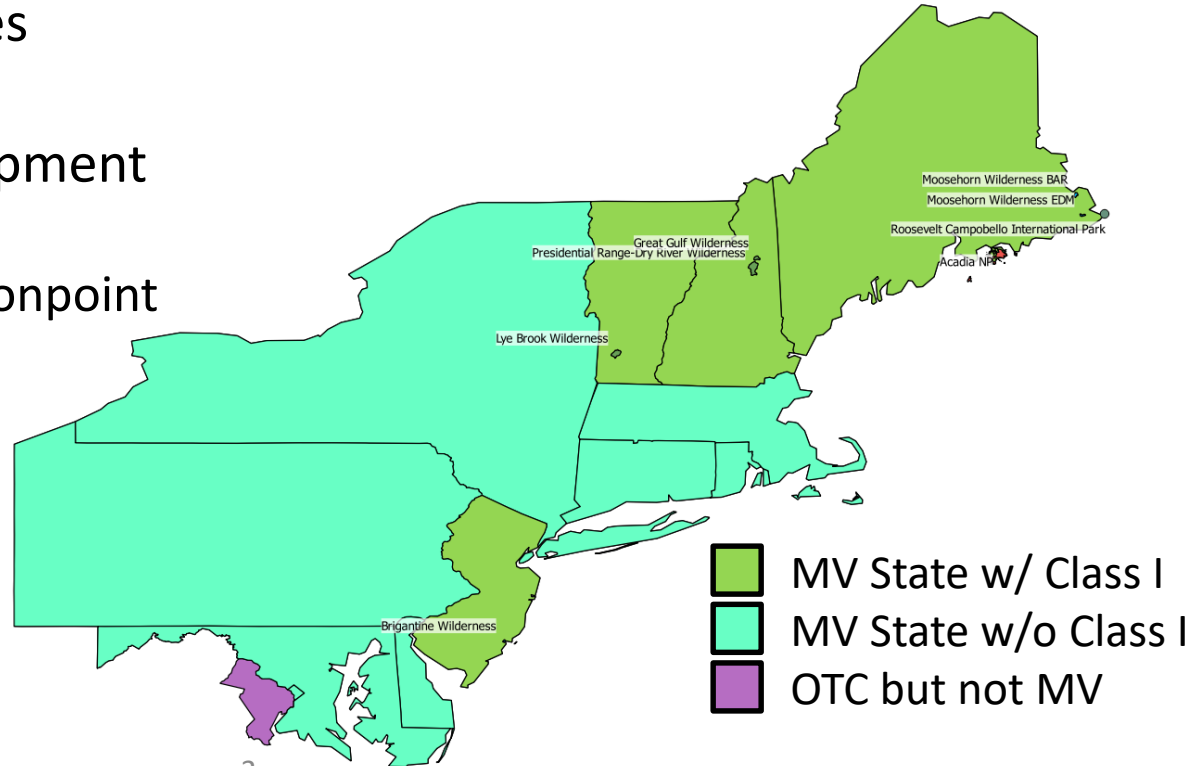 es
pment
onpoint
Moosehorn Wilderness BAR
Moosehorn Wilderness EDM
Roosevelt Campobello International Park
Great Gulf Wilderness
Presidential Range-Dry River Wilderness
Acadia NP
Lye Brook Wilderness
MV State w/ Class I
Brigantine Wilderness
MV State w/o Class I
OTC but not MV